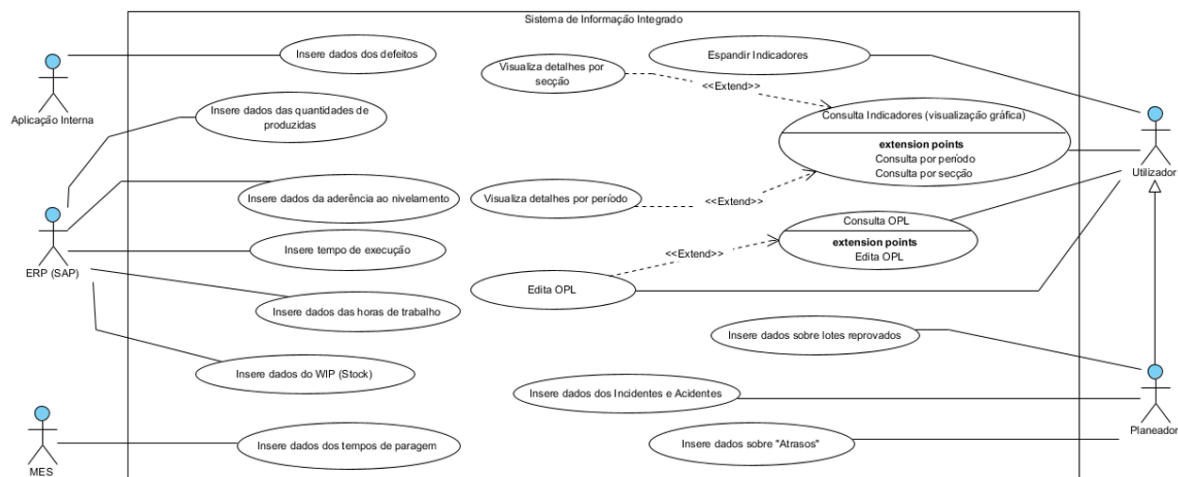 Sistema de Informação Integrado
Aplicação Interna
Insere dados dos defeitos
Insere dados das quantidades de
produzidas
Insere dados da aderência ao nivelamento
ERP (SAP)
Insere tempo de execução
Insere dados das horas de trabalho
Insere dados do WIP (Stock)
MES
Insere dados dos tempos de paragem
Visualiza detalhes por
secção
<<Extend>>
Espandir Indicadores
Consulta Indicadores (visualização gráfica)
extension points
Consulta por período
Consulta por secção
Utilizador
Visualiza detalhes por período
<<Extend>>
Consulta OPL
extension points
Edita OPL
<<Extend>>
Edita OPL
Insere dados sobre lotes reprovados
Insere dados dos Incidentes e Acidentes
Insere dados sobre "Atrasos"
Planeador